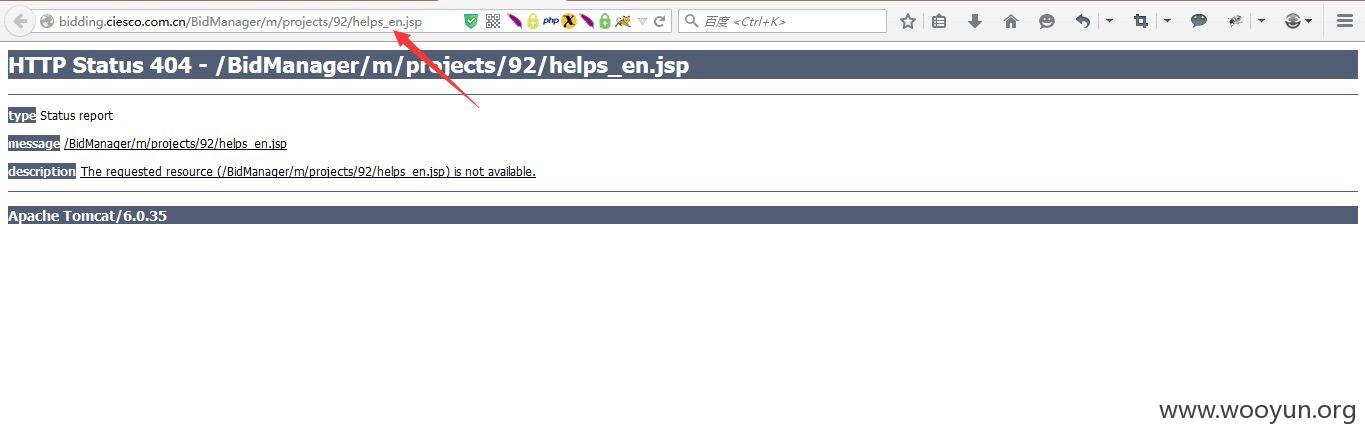 bidding.ciesco.com.cn/BidManager/m/projects/92/helps_en.jsp
php
百度 <Ctrl+K>
HTTP Status 404 - /BidManager/m/projects/92/helps_en.jsp
type Status report
message /BidManager/m/projects/92/helps_en.jsp
description The requested resource (/BidManager/m/projects/92/helps_en.jsp) is not available.
Apache Tomcat/6.0.35
www.wooyun.org